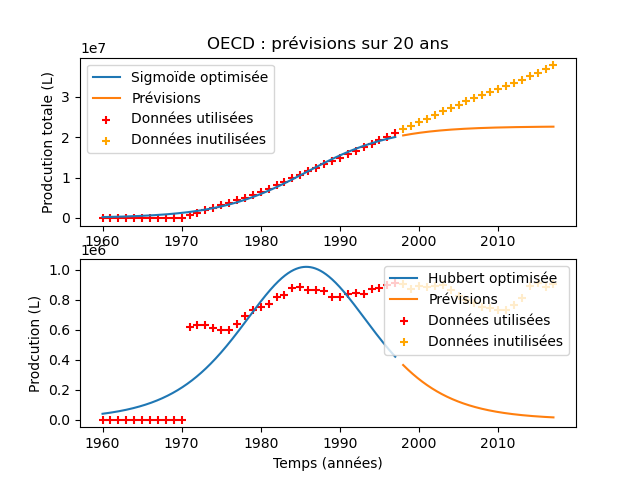 OECD : prévisions sur 20 ans
1e7
Prodcution totale (L)
3
2
1
0
Sigmoïde optimisée
Prévisions
Données utilisées
Données inutilisées
1960 1970 1980 1990 2000 2010
1e6
Prodcution (L)
1.0
0.8
0.6
0.4
0.2
0.0
Hubbert optimisée
Prévisions
Données utilisées
Données inutilisées
1960 1970 1980 1990 2000 2010
Temps (années)